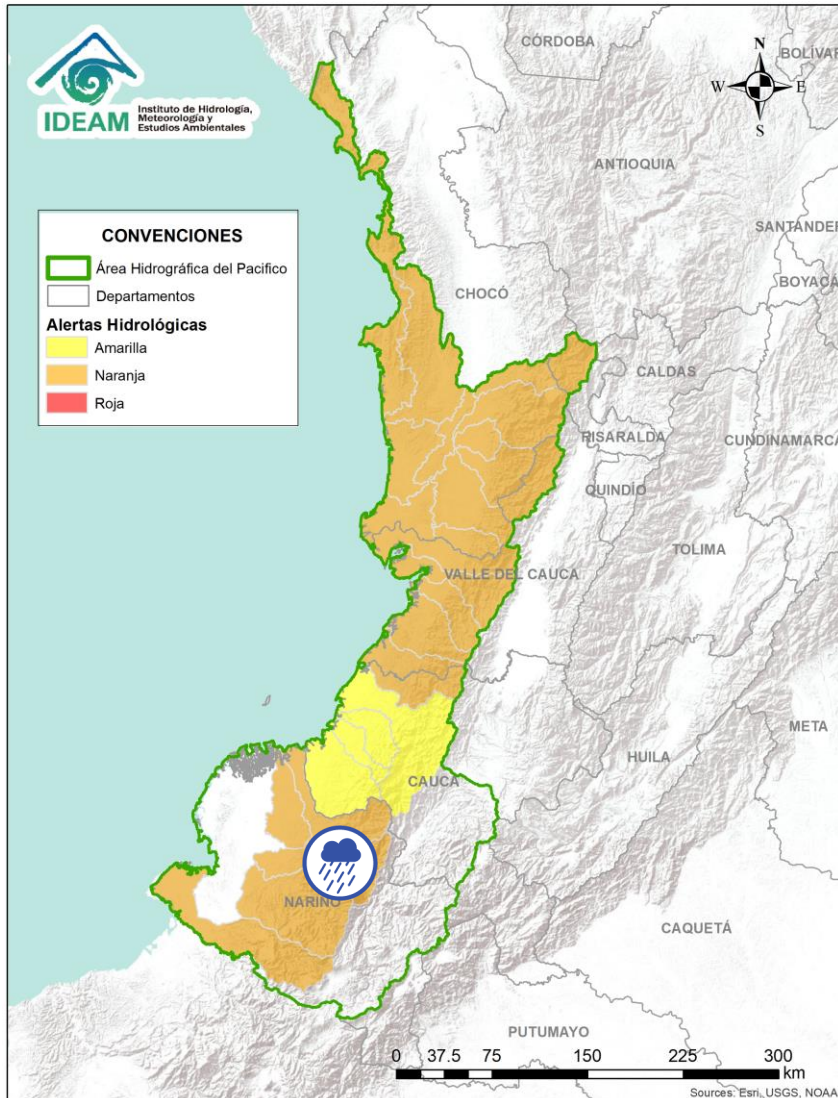 IDEAM
Instituto de Hidrología,
Meteorología y
Estudios Ambientales
CÓRDOBA
BOLÍVAR
N
W
E
S
ANTIOQUIA
SANTANDER
BOYACÁ
CONVENCIONES
Área Hidrográfica del Pacifico
Departamentos
Alertas Hidrológicas
Amarilla
Naranja
Roja
CHOCÓ
CALDAS
RISARALDA
CUNDINAMARCA
QUINDÍO
TOLIMA
VALLE DEL CAUCA
META
HUILA
CAUCA
NARIÑO
CAQUETÁ
PUTUMAYO
0 37.5 75 150 225 300
km
Sources: Esri, USGS, NOAA